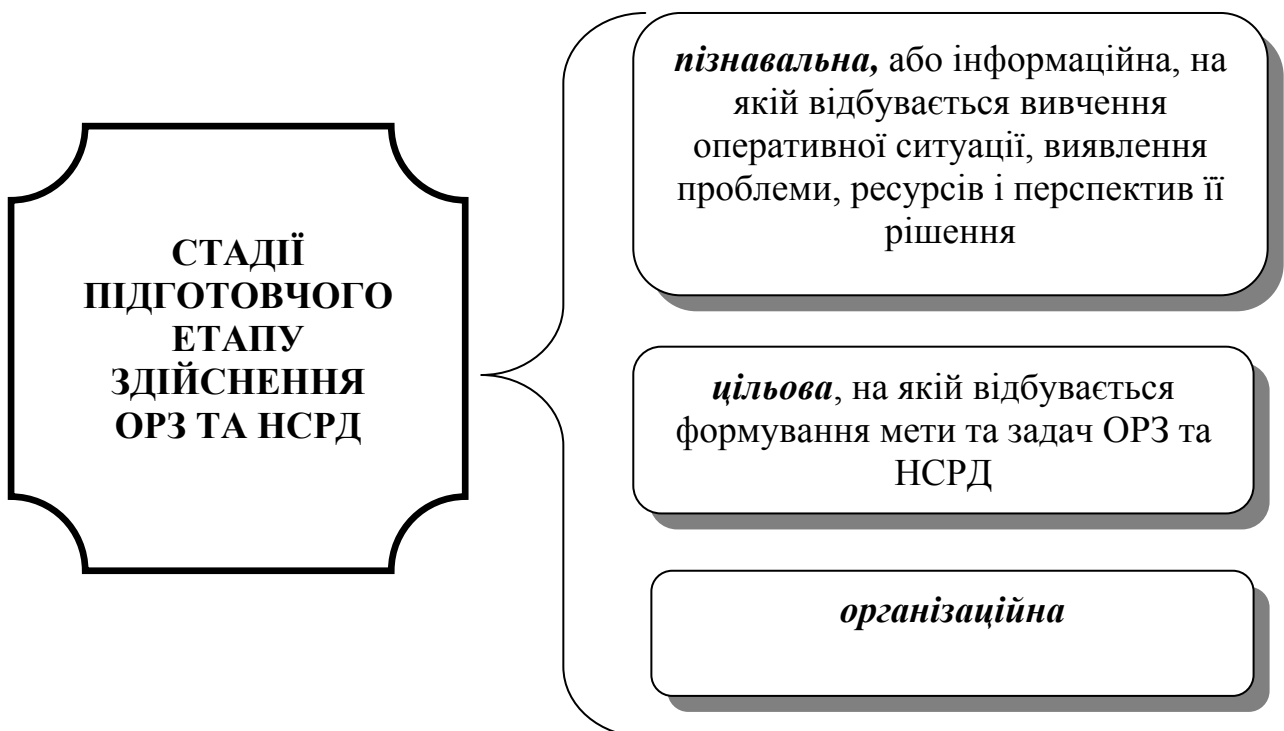 СТАДІЇ
ПІДГОТОВЧОГО
ЕТАПУ
ЗДІЙСНЕННЯ
ОРЗ ТА НСРД
пізнавальна, або інформаційна, на
якій відбувається вивчення
оперативної ситуації, виявлення
проблеми, ресурсів і перспектив її
рішення
цільова, на якій відбувається
формування мети та задач ОРЗ та
НСРД
організаційна